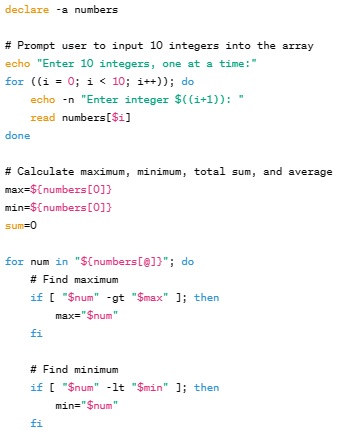 declare -a numbers

# Prompt user to input 10 integers into the array
echo "Enter 10 integers, one at a time:"
for ((i = 0; i < 10; i++)); do
    echo -n "Enter integer $((i+1)): "
    read numbers[$i]
done

# Calculate maximum, minimum, total sum, and average
max=${numbers[0]}
min=${numbers[0]}
sum=0

for num in "${numbers[@]}"; do
    # Find maximum
    if [ "$num" -gt "$max" ]; then
        max="$num"
    fi

    # Find minimum
    if [ "$num" -lt "$min" ]; then
        min="$num"
    fi